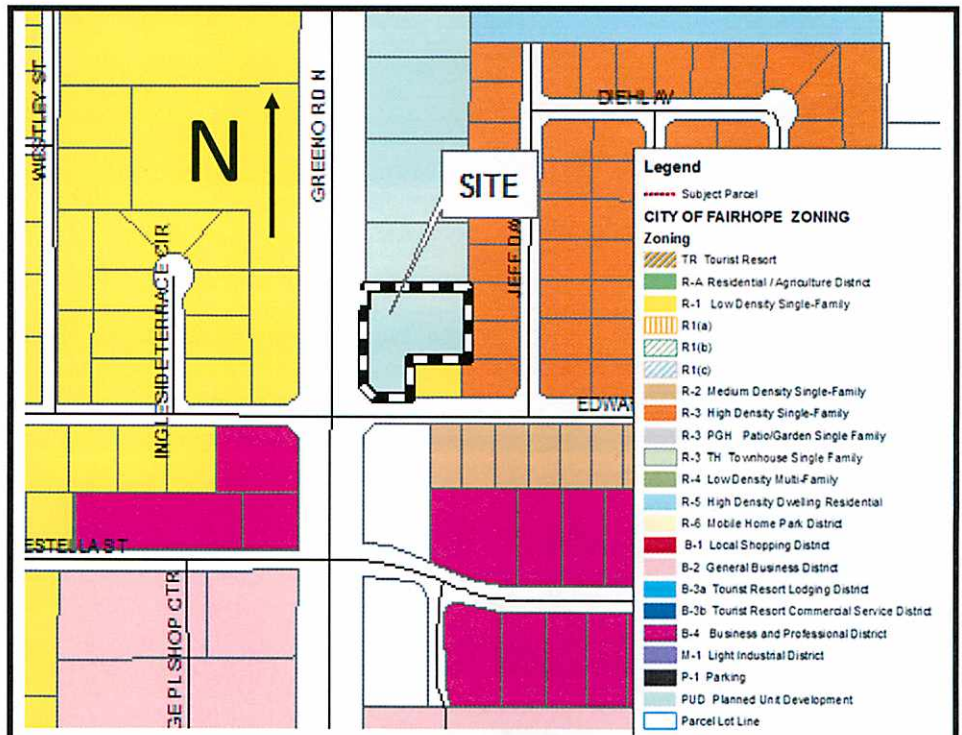 WESTLEY ST
N
GREENO RD N
DIEHL AV
SITE
JEFF DAV
INGLESIDE TERRACE CIR
EDWA
ESTELLA ST
GE PL SHOP CTR
Legend
Subject Parcel
CITY OF FAIRHOPE ZONING
Zoning
TR Tourist Resort
R-A Residential / Agriculture District
R-1 Low Density Single-Family
R1(a)
R1(b)
R1(c)
R-2 Medium Density Single-Family
R-3 High Density Single-Family
R-3 PGH Patio/Garden Single Family
R-3 TH Townhouse Single Family
R-4 Low Density Multi-Family
R-5 High Density Dwelling Residential
R-6 Mobile Home Park District
B-1 Local Shopping District
B-2 General Business District
B-3a Tourist Resort Lodging District
B-3b Tourist Resort Commercial Service District
B-4 Business and Professional District
M-1 Light Industrial District
P-1 Parking
PUD Planned Unit Development
Parcel Lot Line